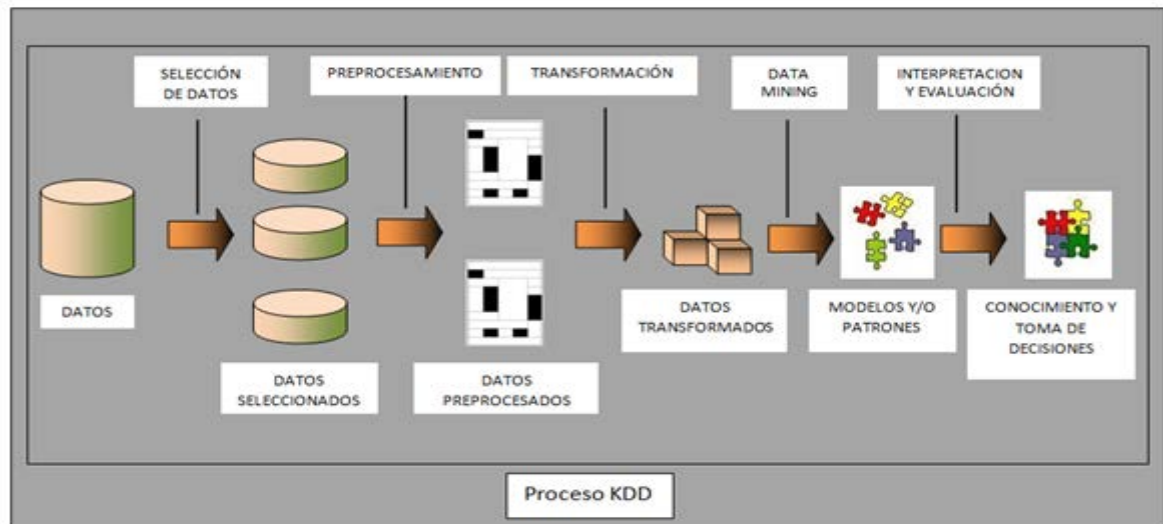 SELECCIÓN
DE DATOS
PREPROCESAMIENTO
TRANSFORMACIÓN
DATA
MINING
INTERPRETACION
Y EVALUACIÓN
DATOS
DATOS
SELECCIONADOS
DATOS
PREPROCESADOS
DATOS
TRANSFORMADOS
MODELOS Y/O
PATRONES
CONOCIMIENTO Y
TOMA DE
DECISIONES
Proceso KDD